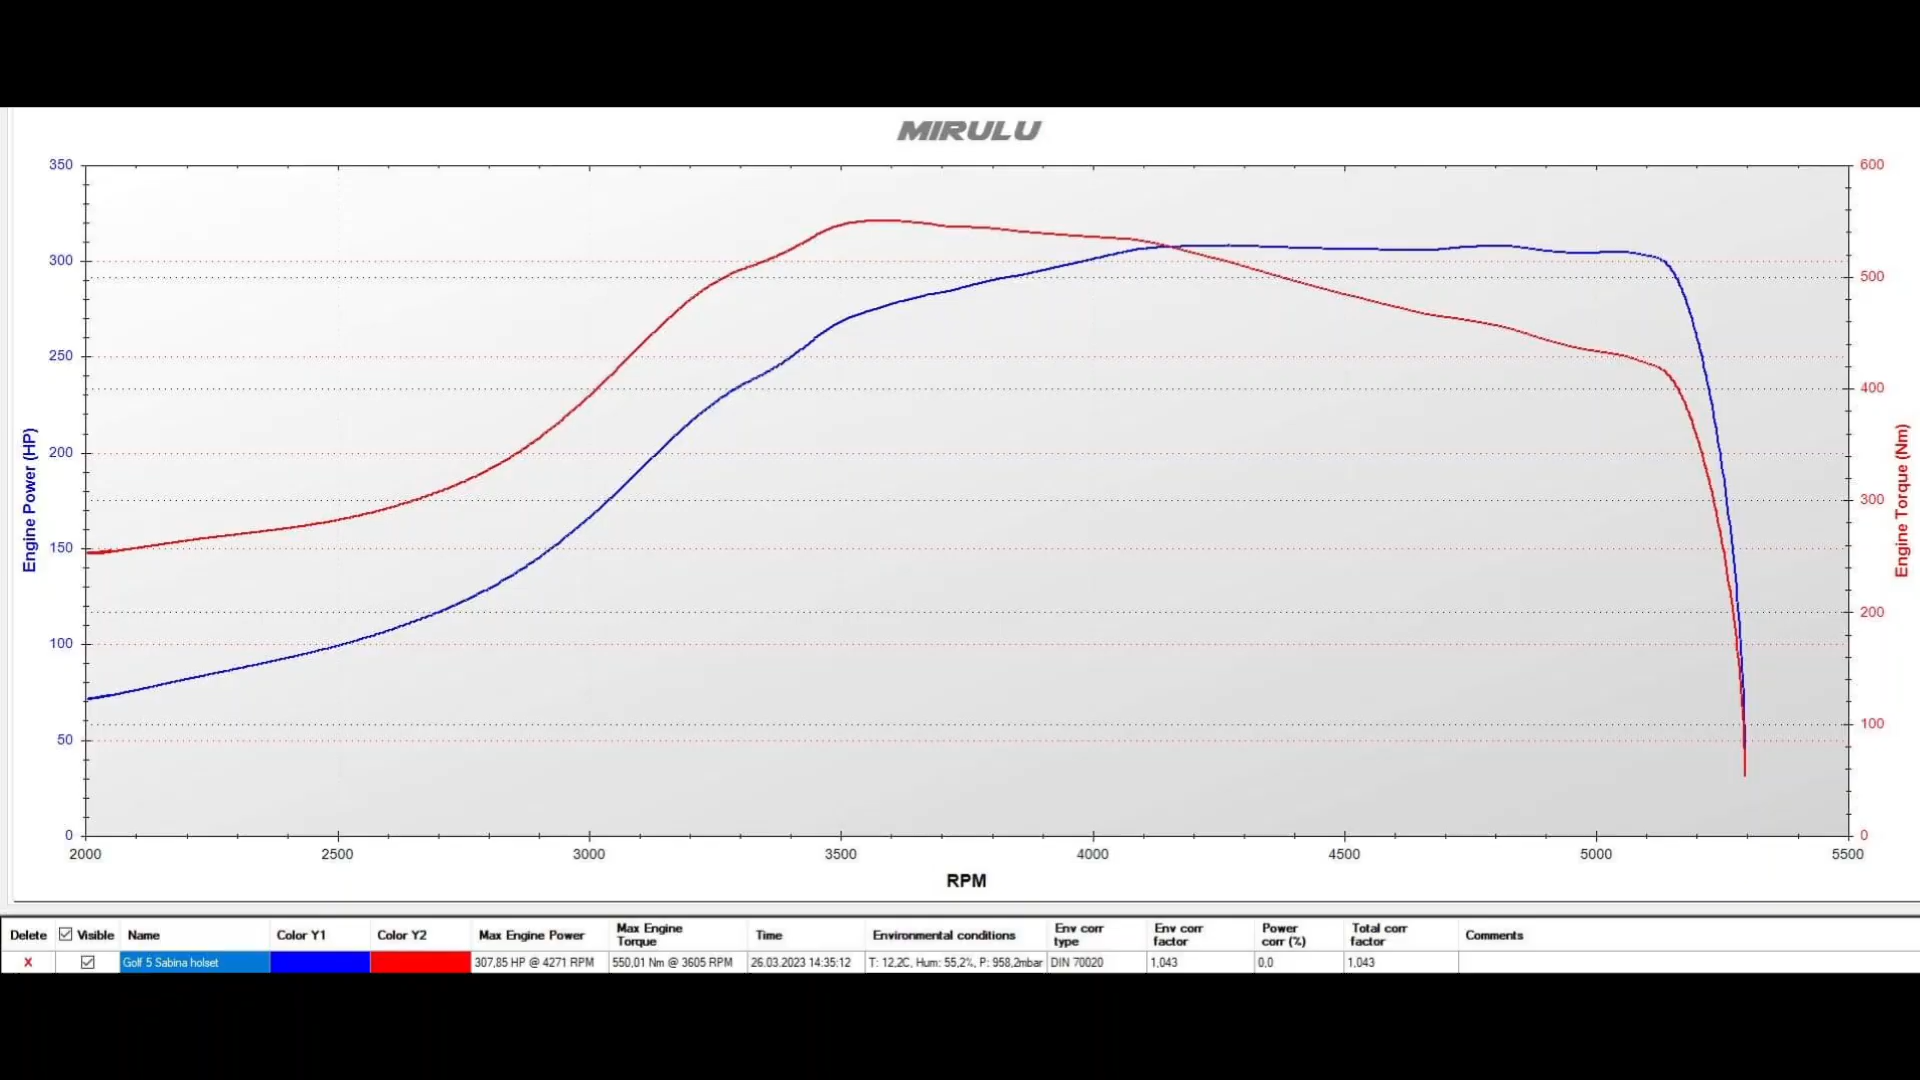 MIRULU
350
300
250
200
150
100
50
0
Engine Power (HP)
600
500
400
300
200
100
0
Engine Torque (Nm)
2000 2500 3000 3500 4000 4500 5000 5500
RPM
Delete Visible Name Color Y1 Color Y2 Max Engine Power Max Engine Torque Time Environmental conditions Env corr type Env corr factor Power corr (%) Total corr factor Comments
X Golf 5 Sabina holset 307,85 HP @ 4271 RPM 550,01 Nm @ 3605 RPM 26.03.2023 14:35:12 T: 12,2C, Hum: 55,2%, P: 958,2mbar DIN 70020 1,043 0,0 1,043